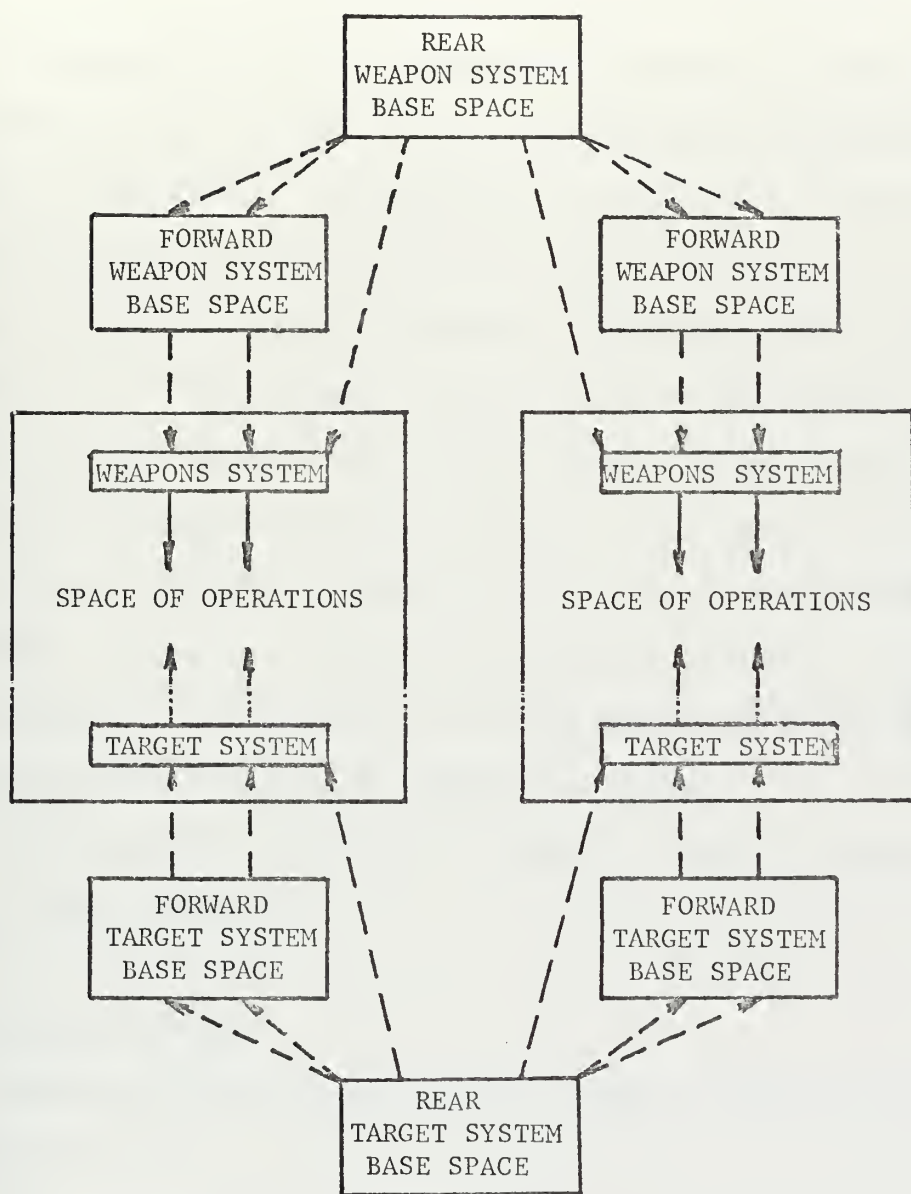 REAR
WEAPON SYSTEM
BASE SPACE
FORWARD
WEAPON SYSTEM
BASE SPACE
FORWARD
WEAPON SYSTEM
BASE SPACE
WEAPONS SYSTEM
WEAPONS SYSTEM
SPACE OF OPERATIONS
SPACE OF OPERATIONS
TARGET SYSTEM
TARGET SYSTEM
FORWARD
TARGET SYSTEM
BASE SPACE
FORWARD
TARGET SYSTEM
BASE SPACE
REAR
TARGET SYSTEM
BASE SPACE